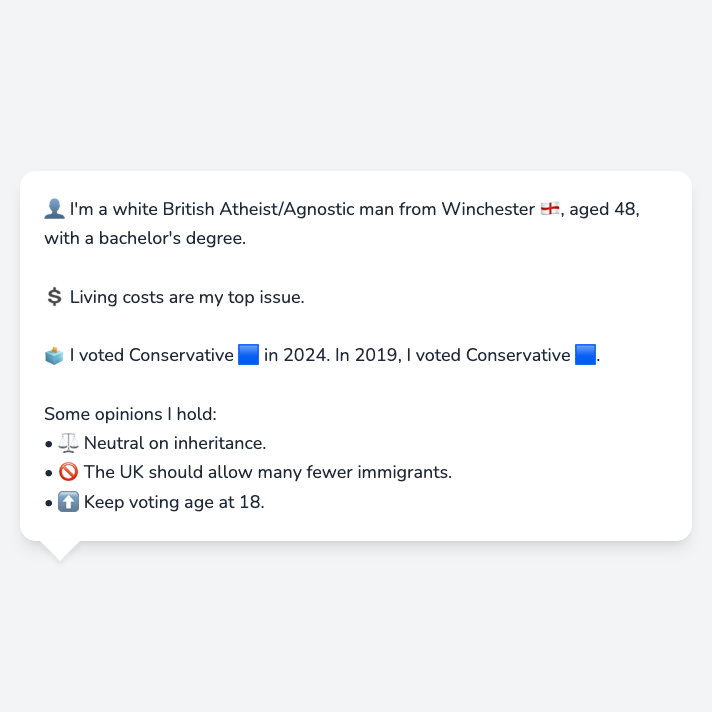 👤 I'm a white British Atheist/Agnostic man from Winchester 🏴󠁧󠁢󠁥󠁮󠁧󠁿, aged 48,
with a bachelor's degree.
💲 Living costs are my top issue.
🗳️ I voted Conservative 🟦 in 2024. In 2019, I voted Conservative 🟦.
Some opinions I hold:
• ⚖️ Neutral on inheritance.
• 🚫 The UK should allow many fewer immigrants.
• ⬆️ Keep voting age at 18.